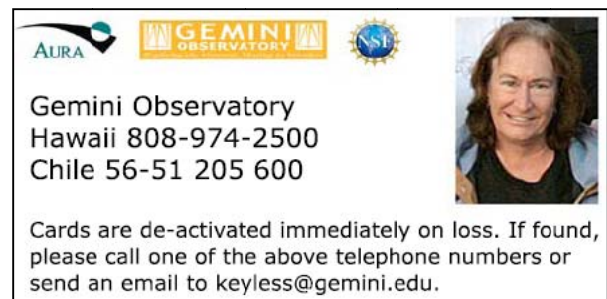 AURA
GEMINI
OBSERVATORY
NSF
Gemini Observatory
Hawaii 808-974-2500
Chile 56-51 205 600
Cards are de-activated immediately on loss. If found,
please call one of the above telephone numbers or
send an email to keyless@gemini.edu.